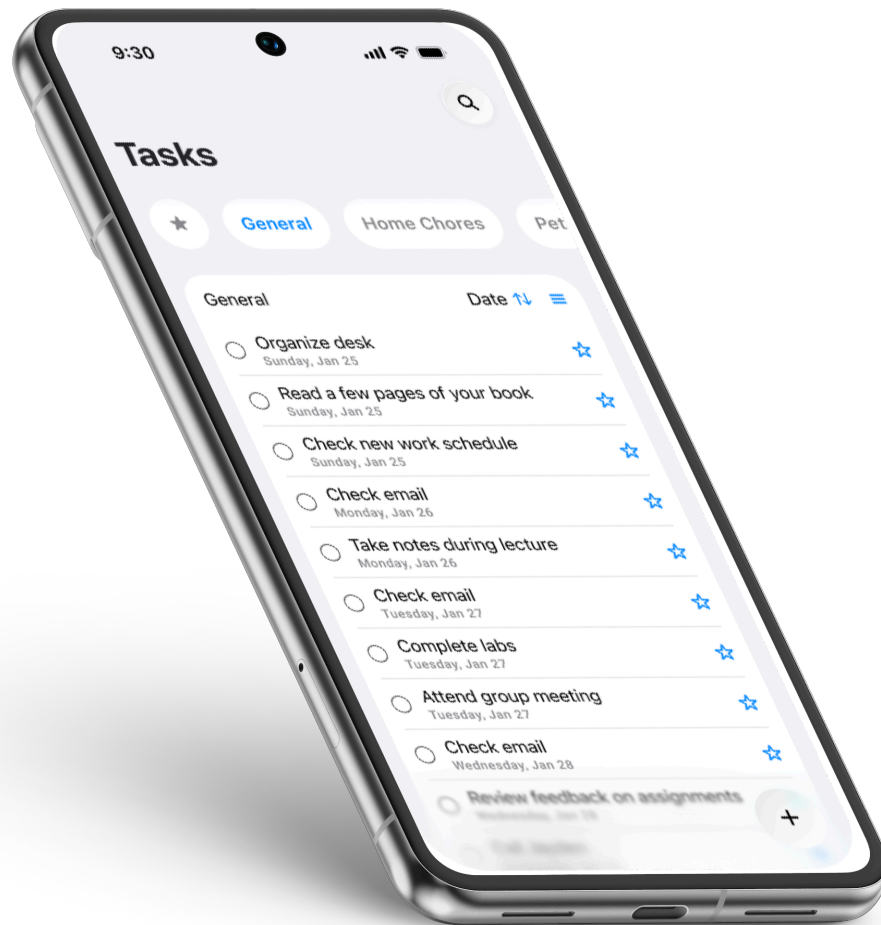 9:30
Tasks
General
Home Chores
Pet
General
Date
Organize desk
Sunday, Jan 25
Read a few pages of your book
Sunday, Jan 25
Check new work schedule
Sunday, Jan 25
Check email
Monday, Jan 26
Take notes during lecture
Monday, Jan 26
Check email
Tuesday, Jan 27
Complete labs
Tuesday, Jan 27
Attend group meeting
Tuesday, Jan 27
Check email
Wednesday, Jan 28
Review feedback on assignments
Wednesday, Jan 28